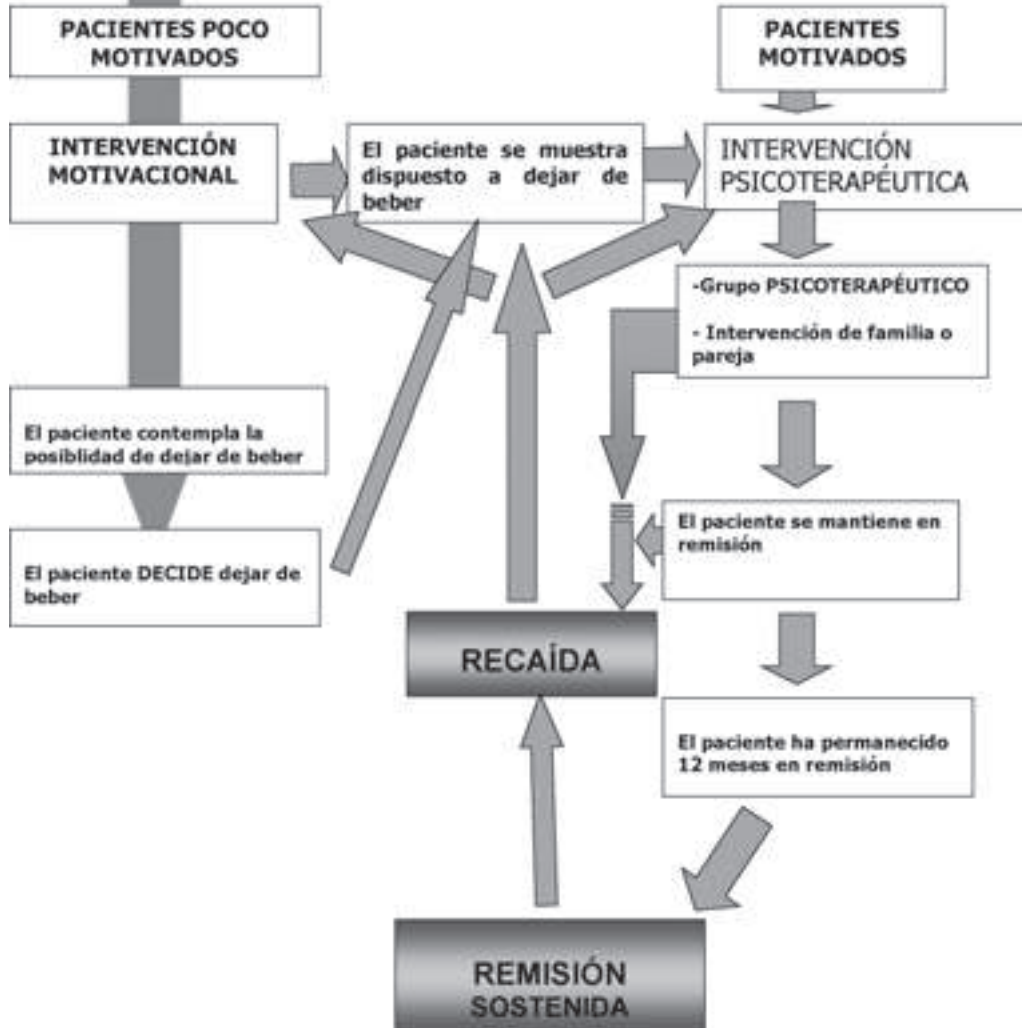 PACIENTES POCO
MOTIVADOS
PACIENTES
MOTIVADOS
INTERVENCIÓN
MOTIVACIONAL
El paciente se muestra
dispuesto a dejar de
beber
INTERVENCIÓN
PSICOTERAPÉUTICA
-Grupo PSICOTERAPÉUTICO
- Intervención de familia o
pareja
El paciente contempla la
posiblidad de dejar de beber
El paciente se mantiene en
remisión
El paciente DECIDE dejar de
beber
RECAÍDA
El paciente ha permanecido
12 meses en remisión
REMISIÓN
SOSTENIDA